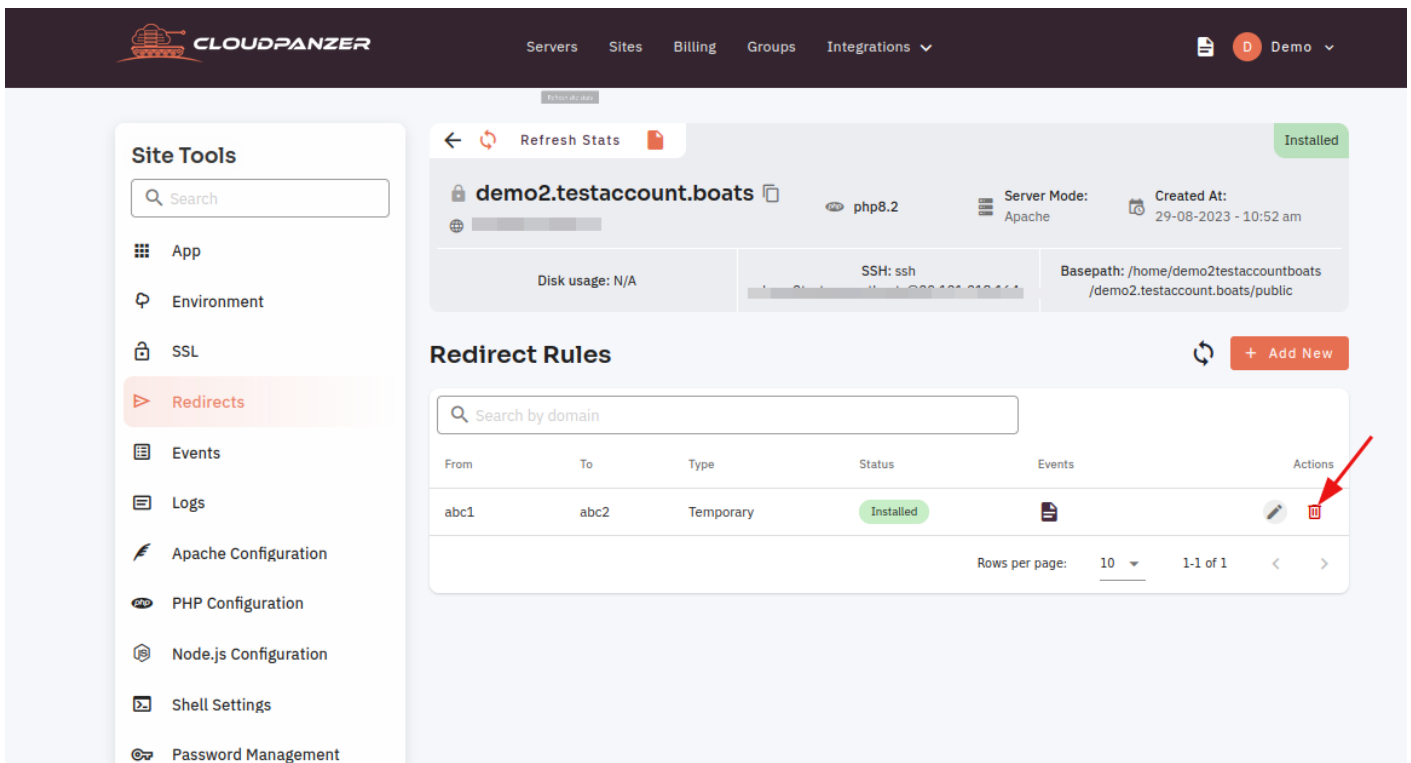 CLOUDPANZER
Servers Sites Billing Groups Integrations
D Demo
Refresh Stats
Installed
Site Tools
Search
App
Environment
SSL
Redirects
Events
Logs
Apache Configuration
PHP Configuration
Node.js Configuration
Shell Settings
Password Management
demo2.testaccount.boats
php php8.2
Server Mode:
Apache
Created At:
29-08-2023 - 10:52 am
Disk usage: N/A
SSH: ssh
Basepath: /home/demo2testaccountboats
/demo2.testaccount.boats/public
Redirect Rules
+ Add New
Search by domain
From To Type Status Events Actions
abc1 abc2 Temporary Installed
Rows per page: 10 1-1 of 1